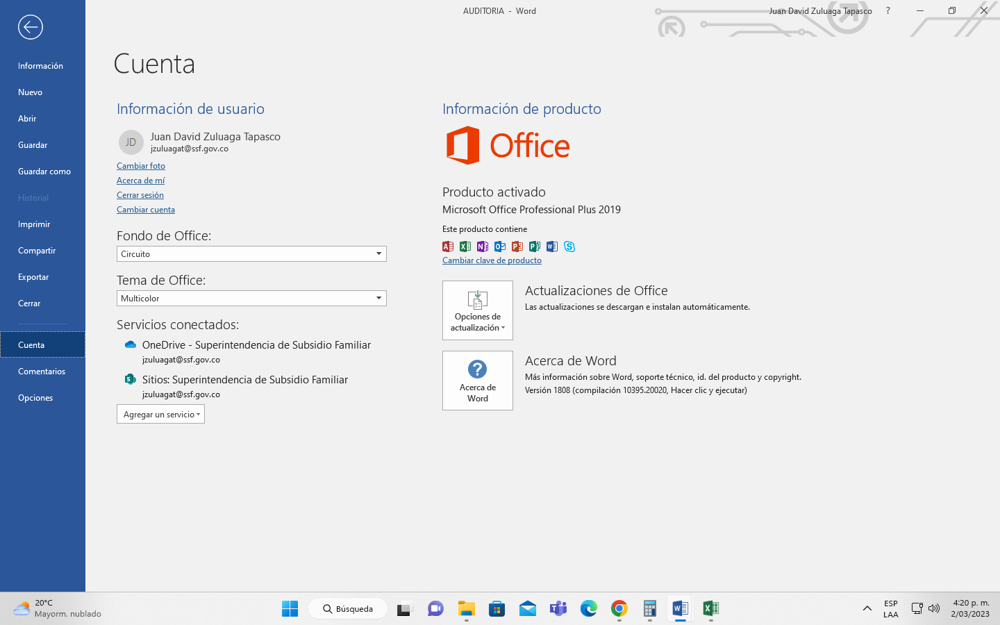 AUDITORIA - Word
Juan David Zuluaga Tapasco
?
Información
Nuevo
Abrir
Guardar
Guardar como
Historial
Imprimir
Compartir
Exportar
Cerrar
Cuenta
Comentarios
Opciones
Cuenta
Información de usuario
JD
Juan David Zuluaga Tapasco
jzuluagat@ssf.gov.co
Cambiar foto
Acerca de mí
Cerrar sesión
Cambiar cuenta
Fondo de Office:
Circuito
Tema de Office:
Multicolor
Servicios conectados:
OneDrive - Superintendencia de Subsidio Familiar
jzuluagat@ssf.gov.co
Sitios: Superintendencia de Subsidio Familiar
jzuluagat@ssf.gov.co
Agregar un servicio
Información de producto
Office
Producto activado
Microsoft Office Professional Plus 2019
Este producto contiene
Cambiar clave de producto
Opciones de
actualización
Actualizaciones de Office
Las actualizaciones se descargan e instalan automáticamente.
Acerca de
Word
Acerca de Word
Más información sobre Word, soporte técnico, id. del producto y copyright.
Versión 1808 (compilación 10395.20020, Hacer clic y ejecutar)
20°C
Mayorm. nublado
Búsqueda
ESP
LAA
4:20 p. m.
2/03/2023